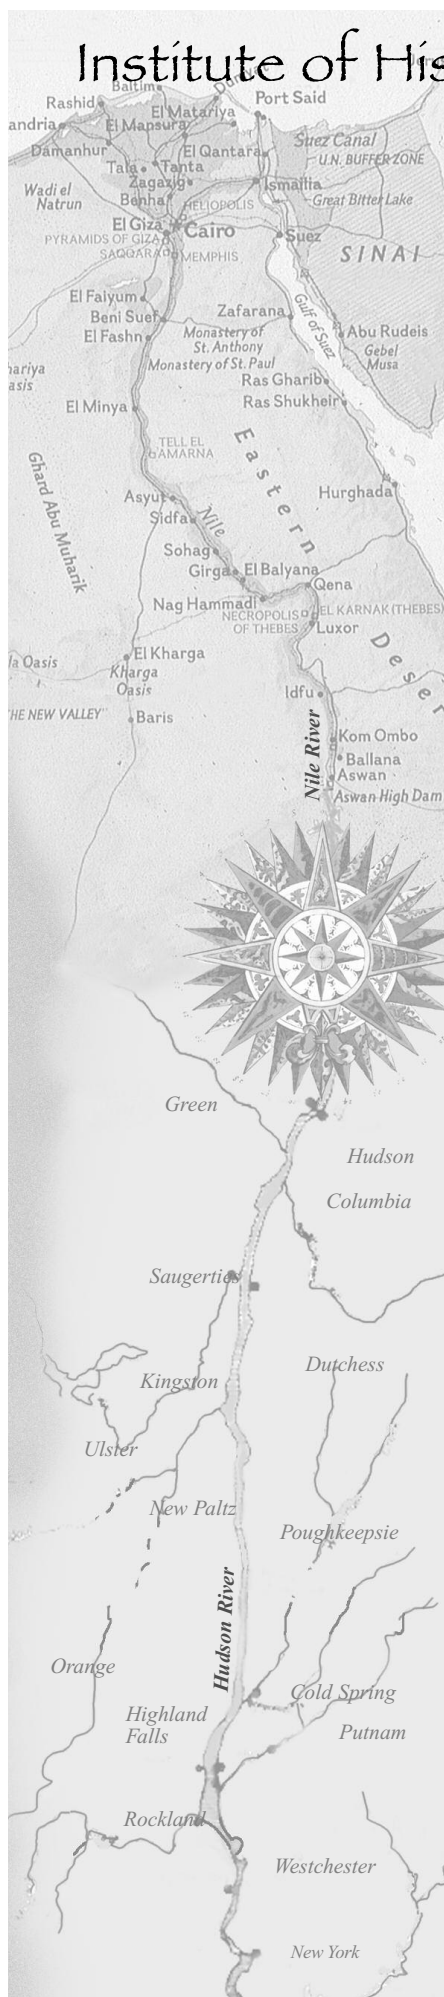 Institute of His
Baltim
Rashid
Port Said
andria
El Matariya
El Mapsura
Suez Canal
Damanhur
El Qantara
U.N. BUFFER ZONE
Tala
Tanta
Zagazig
Ismailia
Wadi el
Natrun
Benha
HELIOPOLIS
Great Bitter Lake
El Giza
Cairo
PYRAMIDS OF GIZA
Suez
SAQQARA
MEMPHIS
SINAI
El Faiyum
Beni Suef
Zafarana
Gulf of Suez
El Fashn
Monastery of
St. Anthony
Abu Rudeis
Monastery of St. Paul
Gebel
Musa
hariya
asis
Ras Gharib
Ras Shukheir
El Minya
TELL EL
AMARNA
Eastern
Ghard Abu Muharik
Asyut
Hurghada
Sidfa
Nile
Sohag
Girga
El Balyana
Qena
Nag Hammadi
NECROPOLIS
OF THEBES
EL KARNAK (THEBES)
Luxor
Deser
la Oasis
El Kharga
Kharga
Oasis
Idfu
HE NEW VALLEY"
Baris
Nile River
Kom Ombo
Ballana
Aswan
Aswan High Dam
Green
Hudson
Columbia
Saugerties
Dutchess
Kingston
Ulster
New Paltz
Poughkeepsie
Hudson River
Orange
Cold Spring
Highland
Falls
Putnam
Rockland
Westchester
New York